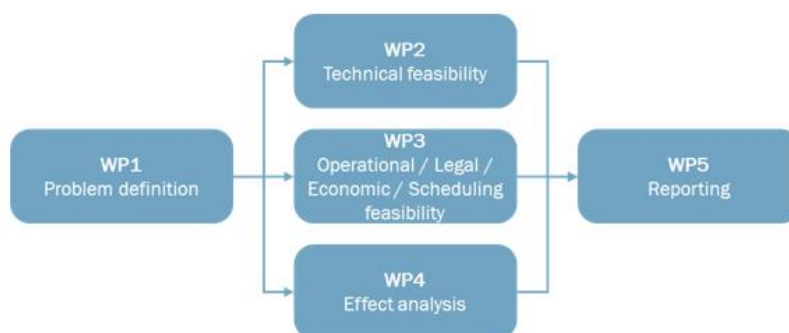 WP1
Problem definition
WP2
Technical feasibility
WP3
Operational / Legal /
Economic / Scheduling
feasibility
WP4
Effect analysis
WP5
Reporting